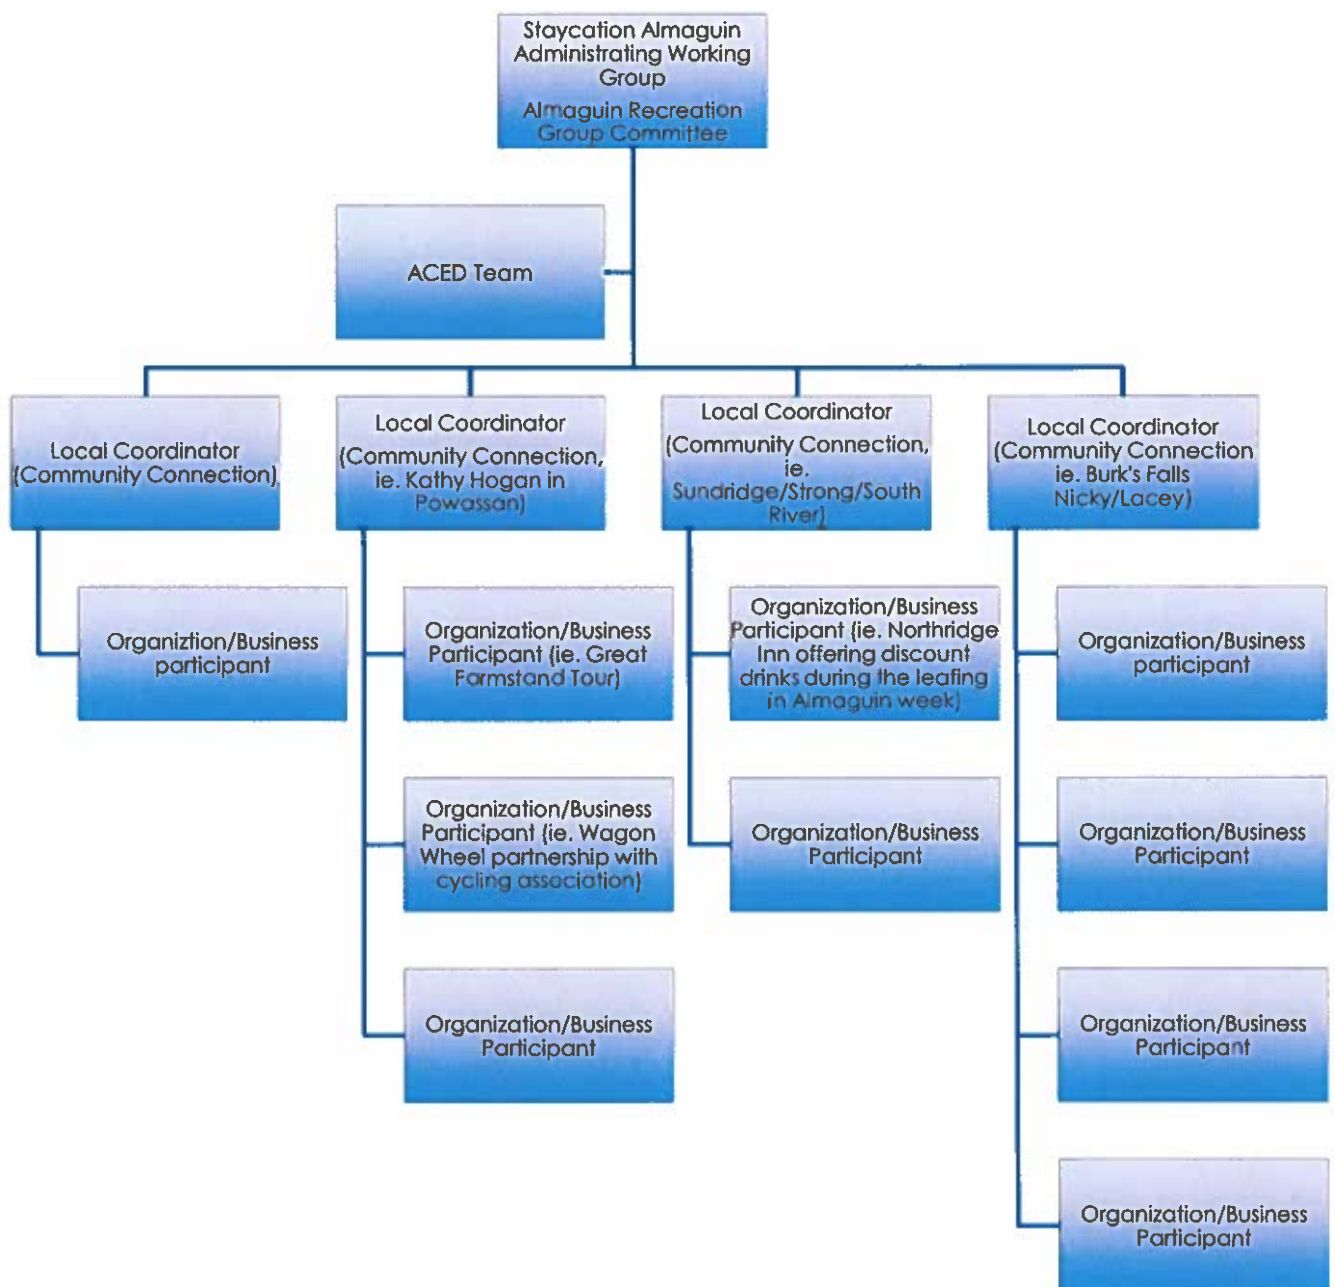 Staycation Almaguin
Administrating Working
Group
Almaguin Recreation
Group Committee
ACED Team
Local Coordinator
(Community Connection)
Local Coordinator
(Community Connection,
ie. Kathy Hogan in
Powassan)
Local Coordinator
(Community Connection,
ie.
Sundridge/Strong/South
River)
Local Coordinator
(Community Connection
ie. Burk's Falls
Nicky/Lacey)
Organiztion/Business
participant
Organization/Business
Participant (ie. Great
Farmstand Tour)
Organization/Business
Participant (ie. Northridge
Inn offering discount
drinks during the leafing
in Almaguin week)
Organization/Business
participant
Organization/Business
Participant (ie. Wagon
Wheel partnership with
cycling association)
Organization/Business
Participant
Organization/Business
Participant
Organization/Business
Participant
Organization/Business
Participant
Organization/Business
Participant